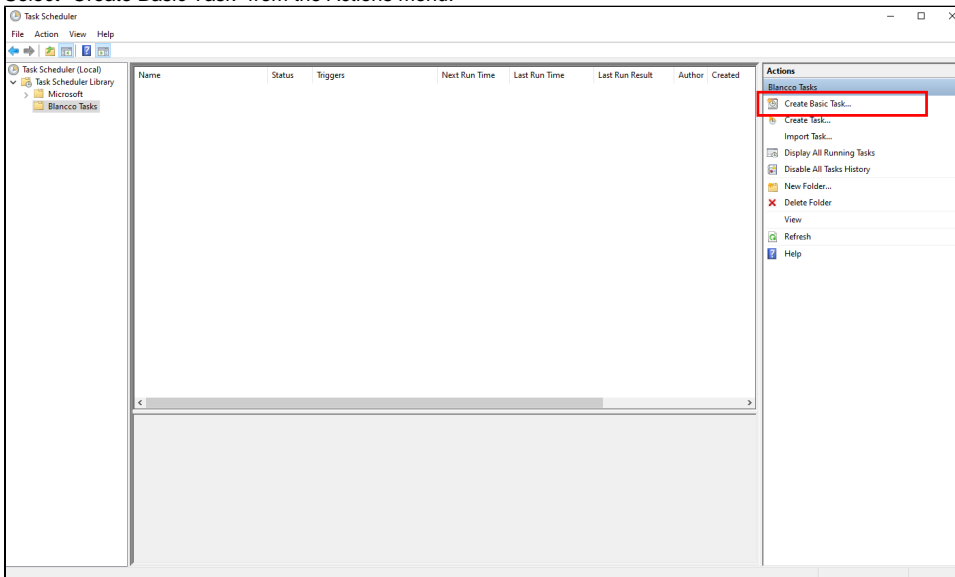 Select "Create Basic Task" from the Actions menu.
Task Scheduler
File Action View Help
Task Scheduler (Local)
Task Scheduler Library
Microsoft
Blancco Tasks
Name Status Triggers Next Run Time Last Run Time Last Run Result Author Created
Actions
Blancco Tasks
Create Basic Task...
Create Task...
Import Task...
Display All Running Tasks
Disable All Tasks History
New Folder...
Delete Folder
View
Refresh
Help